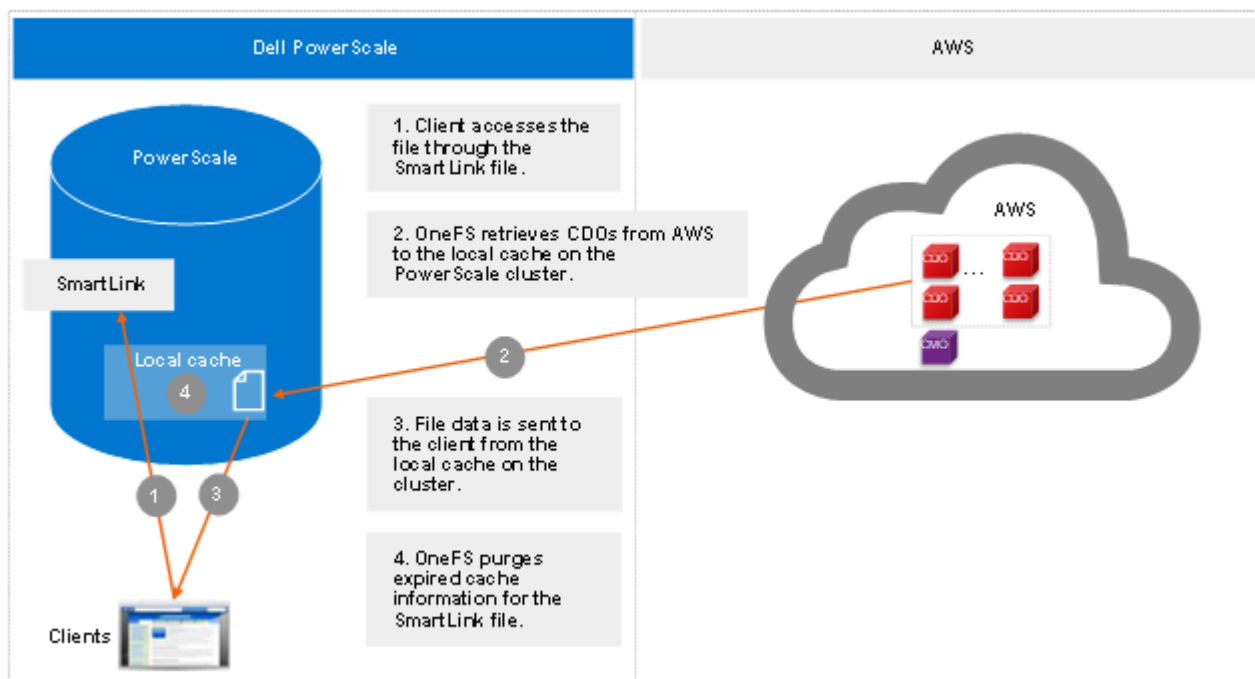 Dell PowerScale
AWS
PowerScale
1. Client accesses the
file through the
SmartLink file.
2. OneFS retrieves CDOs from AWS
to the local cache on the
PowerScale cluster.
AWS
CDO
...
CDO
CDO
CDO
CMO
SmartLink
2
Local cache
4
3. File data is sent to
the client from the
local cache on the
cluster.
1
3
4. OneFS purges
expired cache
information for the
SmartLink file.
Clients